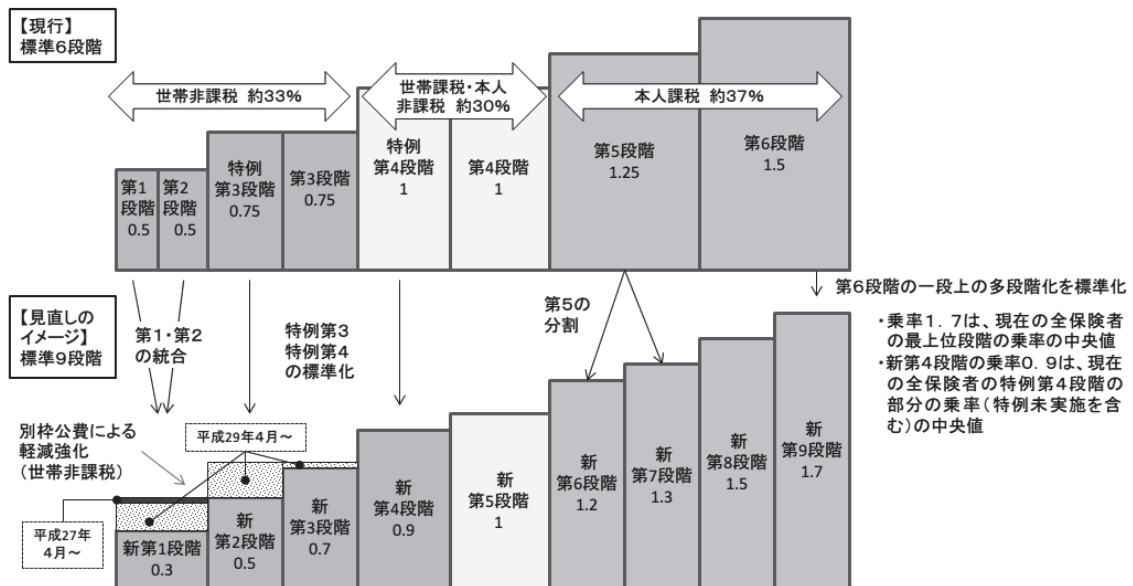 【現行】
標準6段階
世帯非課税 約33%
世帯課税・本人
非課税 約30%
本人課税 約37%
第1
段階
0.5
第2
段階
0.5
特例
第3段階
0.75
第3段階
0.75
特例
第4段階
1
第4段階
1
第5段階
1.25
第6段階
1.5
【見直しの
イメージ】
標準9段階
第1・第2
の統合
特例第3
特例第4
の標準化
第5の
分割
第6段階の一段上の多段階化を標準化
・乗率1.7は、現在の全保険者
の最上位段階の乗率の中央値
・新第4段階の乗率0.9は、現在
の全保険者の特例第4段階の
部分の乗率(特例未実施を含
む)の中央値
別枠公費による
軽減強化
(世帯非課税)
平成29年4月~
平成27年
4月~
新第1段階
0.3
新
第2段階
0.5
新
第3段階
0.7
新
第4段階
0.9
新
第5段階
1
新
第6段階
1.2
新
第7段階
1.3
新
第8段階
1.5
新
第9段階
1.7